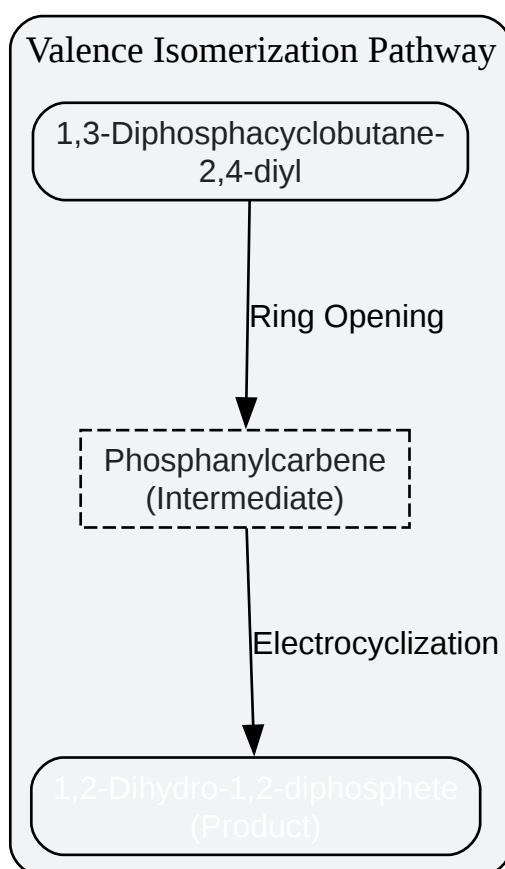 Valence Isomerization Pathway
1,3-Diphosphacyclobutane-
2,4-diyl
Ring Opening
Phosphanylcarbene
(Intermediate)
Electrocyclization
1,2-Dihydro-1,2-diphosphete
(Product)